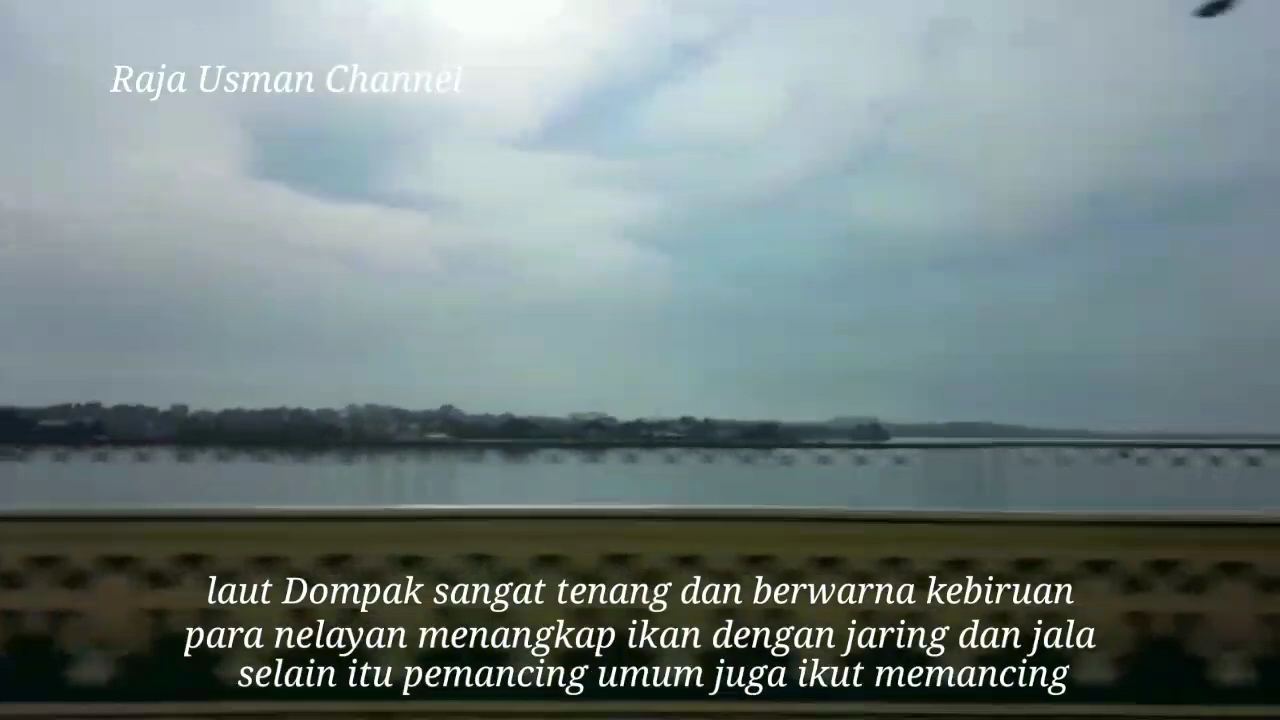 Raja Usman Channel
laut Dompak sangat tenang dan berwarna kebiruan
para nelayan menangkap ikan dengan jaring dan jala
selain itu pemancing umum juga ikut memancing